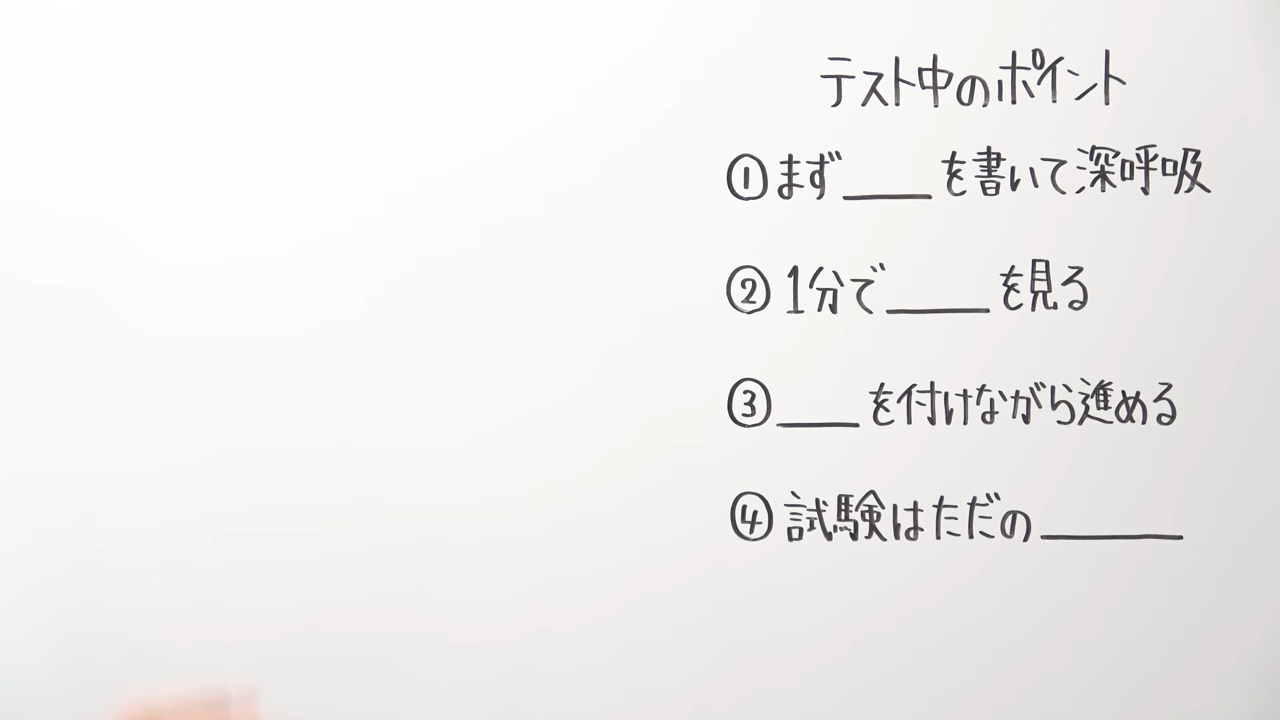 テスト中のポイント
①まず____を書いて深呼吸
②1分で____を見る
③____を付けながら進める
④試験はただの____